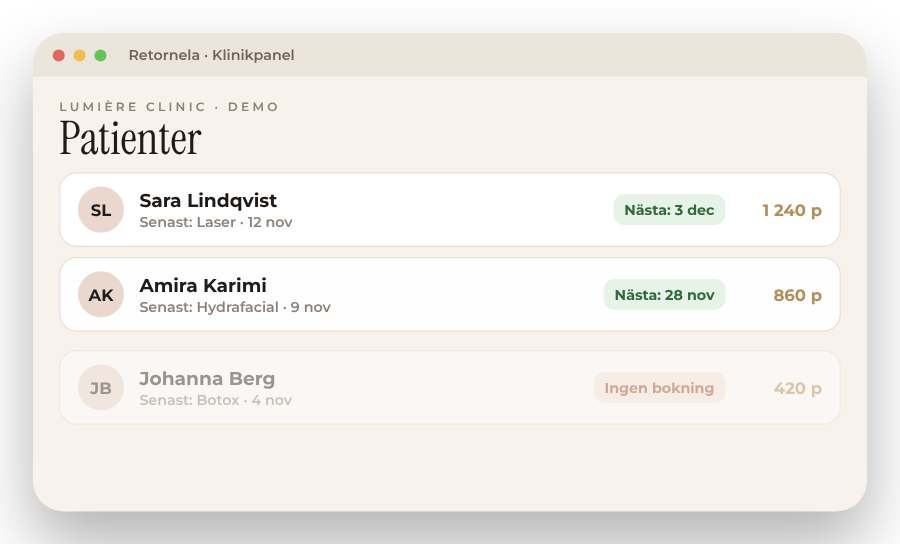 Retornela · Klinikpanel
LUMIÈRE CLINIC · DEMO
Patienter
SL
Sara Lindqvist
Senast: Laser · 12 nov
Nästa: 3 dec
1 240 p
AK
Amira Karimi
Senast: Hydrafacial · 9 nov
Nästa: 28 nov
860 p
JB
Johanna Berg
Senast: Botox · 4 nov
Ingen bokning
420 p